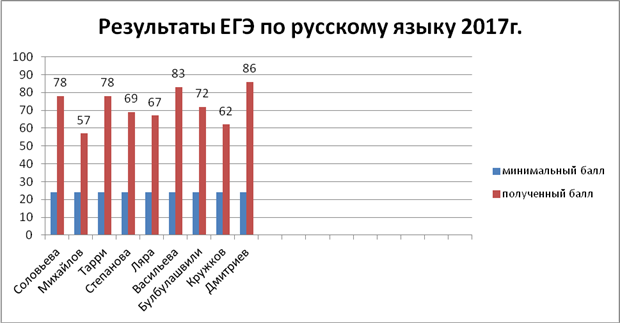 Результаты ЕГЭ по русскому языку 2017г.
100
90
80
70
60
50
40
30
20
10
0
78
57
78
69
67
83
72
62
86
Соловьева
Михайлов
Тарри
Степанова
Ляра
Васильева
Булбулашвили
Кружков
Дмитриев
минимальный балл
полученный балл